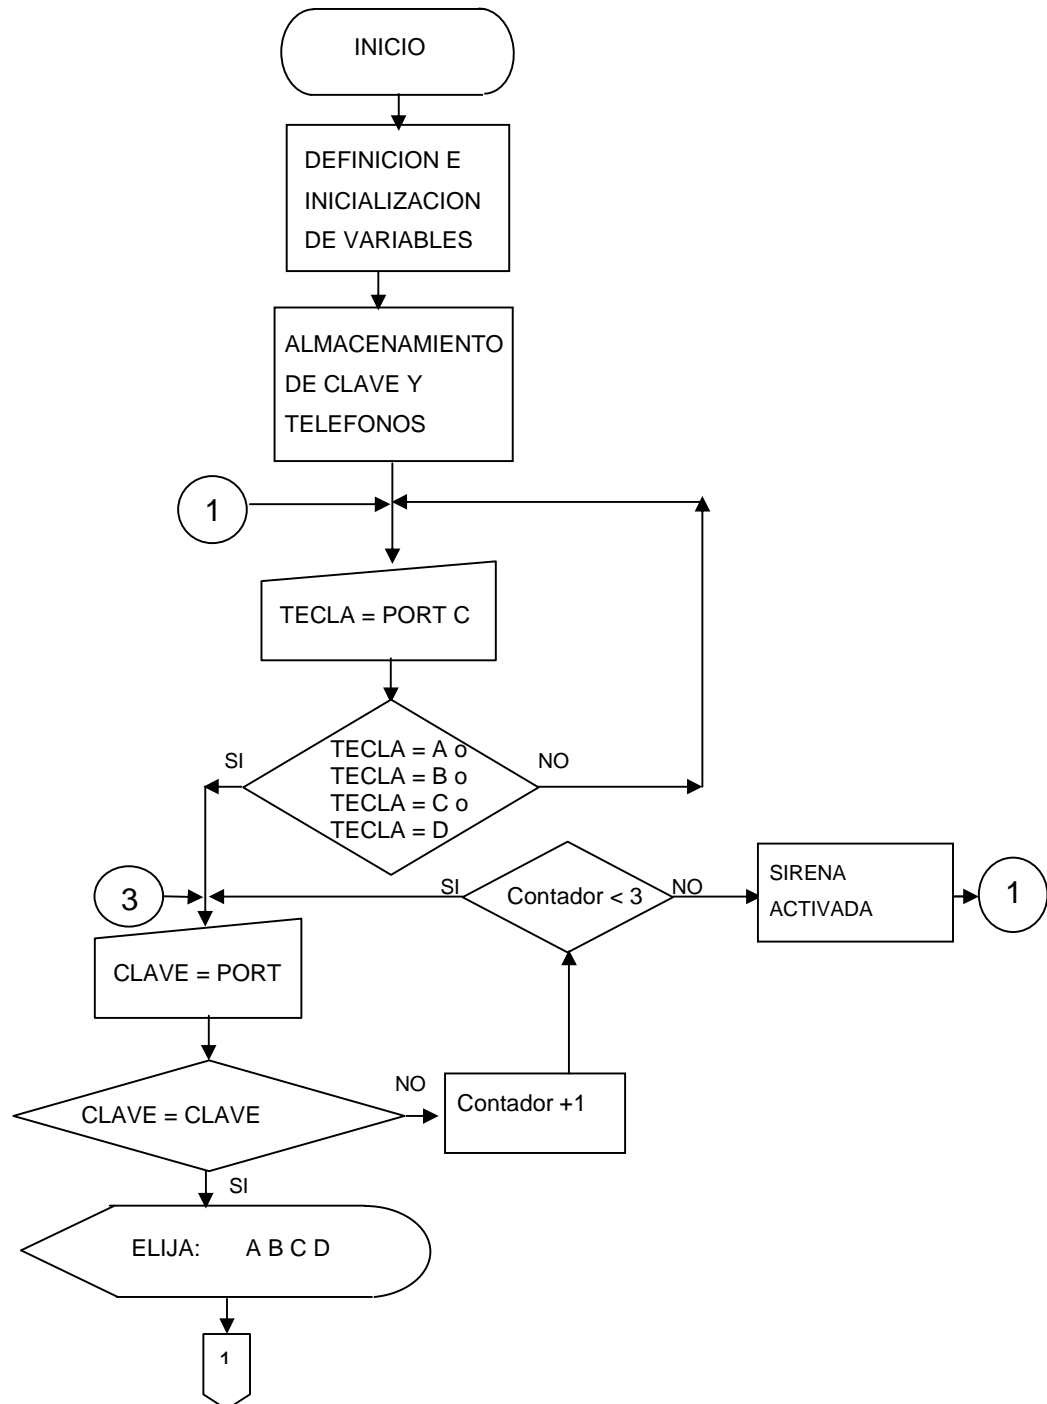 INICIO
DEFINICION E
INICIALIZACION
DE VARIABLES
ALMACENAMIENTO
DE CLAVE Y
TELEFONOS
1
TECLA = PORT C
TECLA = A o
TECLA = B o
TECLA = C o
TECLA = D
SI
NO
3
SI
Contador < 3
NO
SIRENA
ACTIVADA
1
CLAVE = PORT
CLAVE = CLAVE
NO
Contador +1
SI
ELIJA: A B C D
1